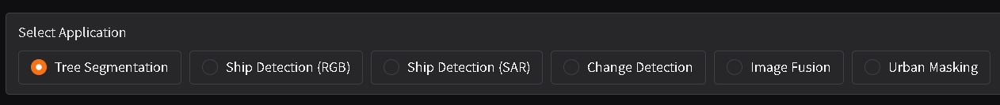 Select Application
Tree Segmentation Ship Detection (RGB) Ship Detection (SAR) Change Detection Image Fusion Urban Masking